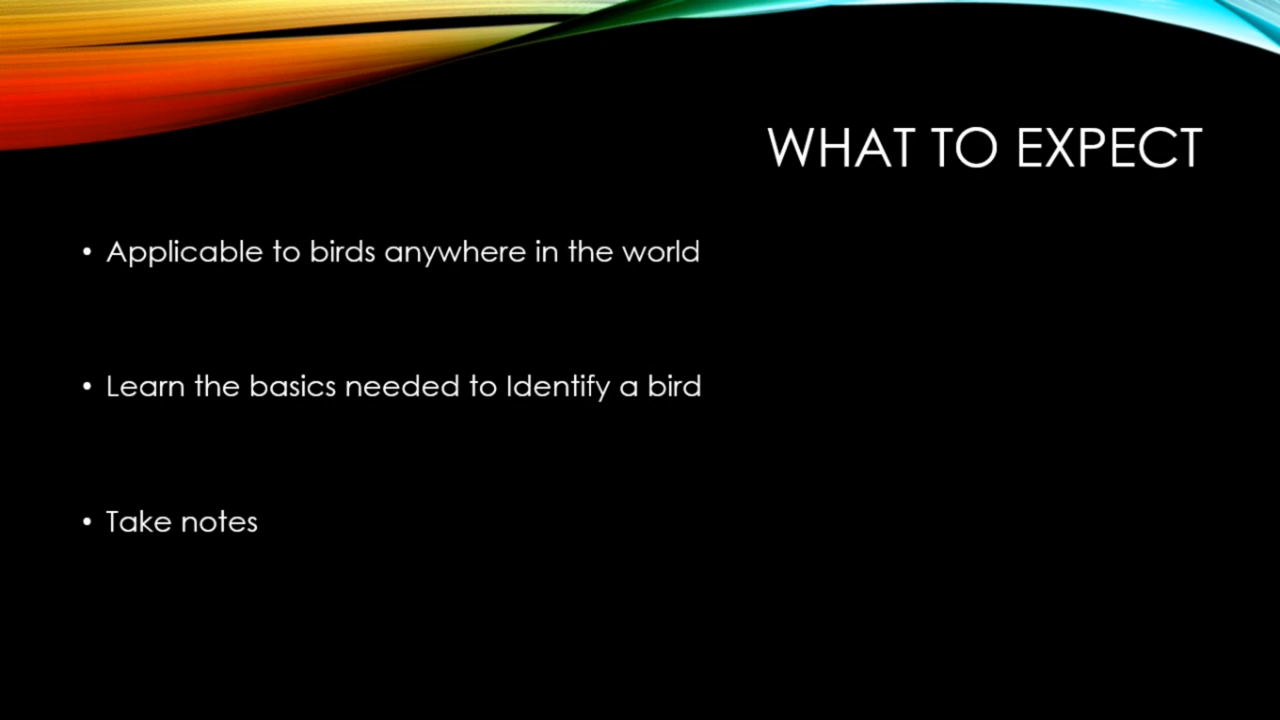 WHAT TO EXPECT
• Applicable to birds anywhere in the world
• Learn the basics needed to Identify a bird
• Take notes